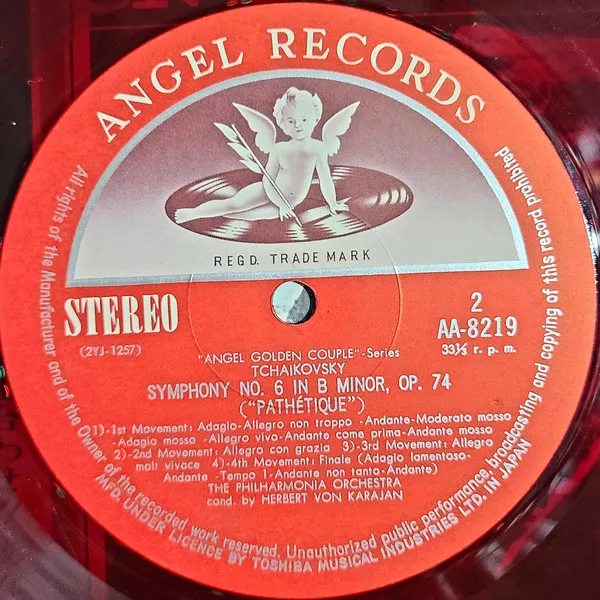 ANGEL RECORDS
REGD. TRADE MARK
STEREO
(2YJ-1257)
2
AA-8219
33⅓ r. p. m.
"ANGEL GOLDEN COUPLE"-Series
TCHAIKOVSKY
SYMPHONY NO. 6 IN B MINOR, OP. 74
("PATHÉTIQUE")
1)-1st Movement: Adagio-Allegro non troppo -Andante-Moderato mosso
-Andante-Moderato mosso -Adagio mosso -Allegro vivo-Andante come prima-Andante mosso
2)-2nd Movement: Allegro con grazia 3)-3rd Movement: Allegro
molt vivace 4)-4th Movement: Finale (Adagio lamentoso-
Andante -Tempo 1-Andante non tanto-Andante)
THE PHILHARMONIA ORCHESTRA
cond. by HERBERT VON KARAJAN
All rights of the Manufacturer and of the Owner of the recorded work reserved. Unauthorized public performance, broadcasting and copying of this record prohibited
MFD. UNDER LICENCE BY TOSHIBA MUSICAL INDUSTRIES LTD. IN JAPAN